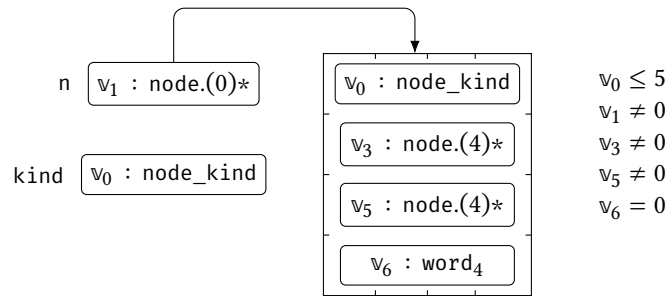 n 𝕧₁ : node.(0)*
kind 𝕧₀ : node_kind
𝕧₀ : node_kind
𝕧₃ : node.(4)*
𝕧₅ : node.(4)*
𝕧₆ : word₄
𝕧₀ ≤ 5
𝕧₁ ≠ 0
𝕧₃ ≠ 0
𝕧₅ ≠ 0
𝕧₆ = 0